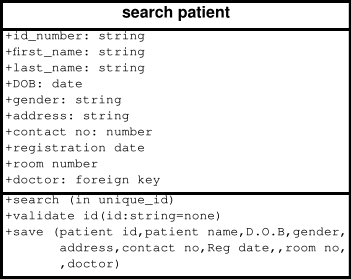 search patient
+id_number: string
+first_name: string
+last_name: string
+DOB: date
+gender: string
+address: string
+contact no: number
+registration date
+room number
+doctor: foreign key
+search (in unique_id)
+validate id(id:string=none)
+save (patient id,patient name,D.O.B,gender,
address,contact no,Reg date,,room no,
,doctor)